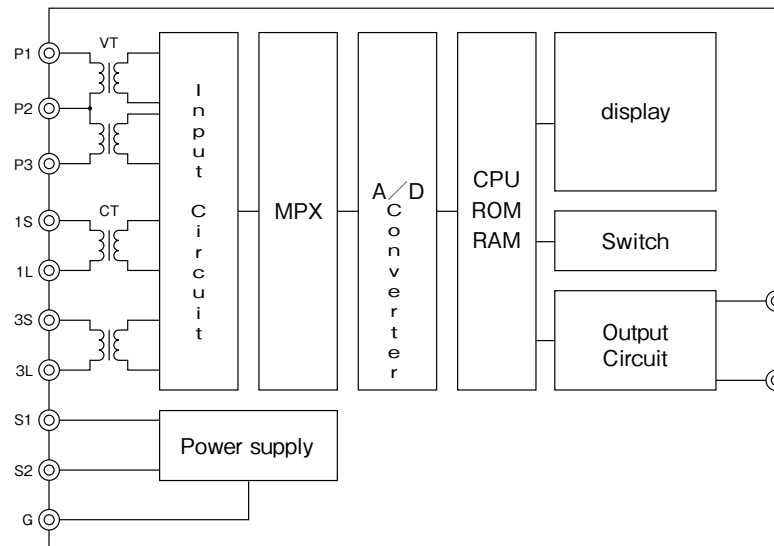 P1
P2
P3
1S
1L
3S
3L
S1
S2
G
VT
CT
Input Circuit
MPX
A/D Converter
CPU
ROM
RAM
display
Switch
Output
Circuit
Power supply